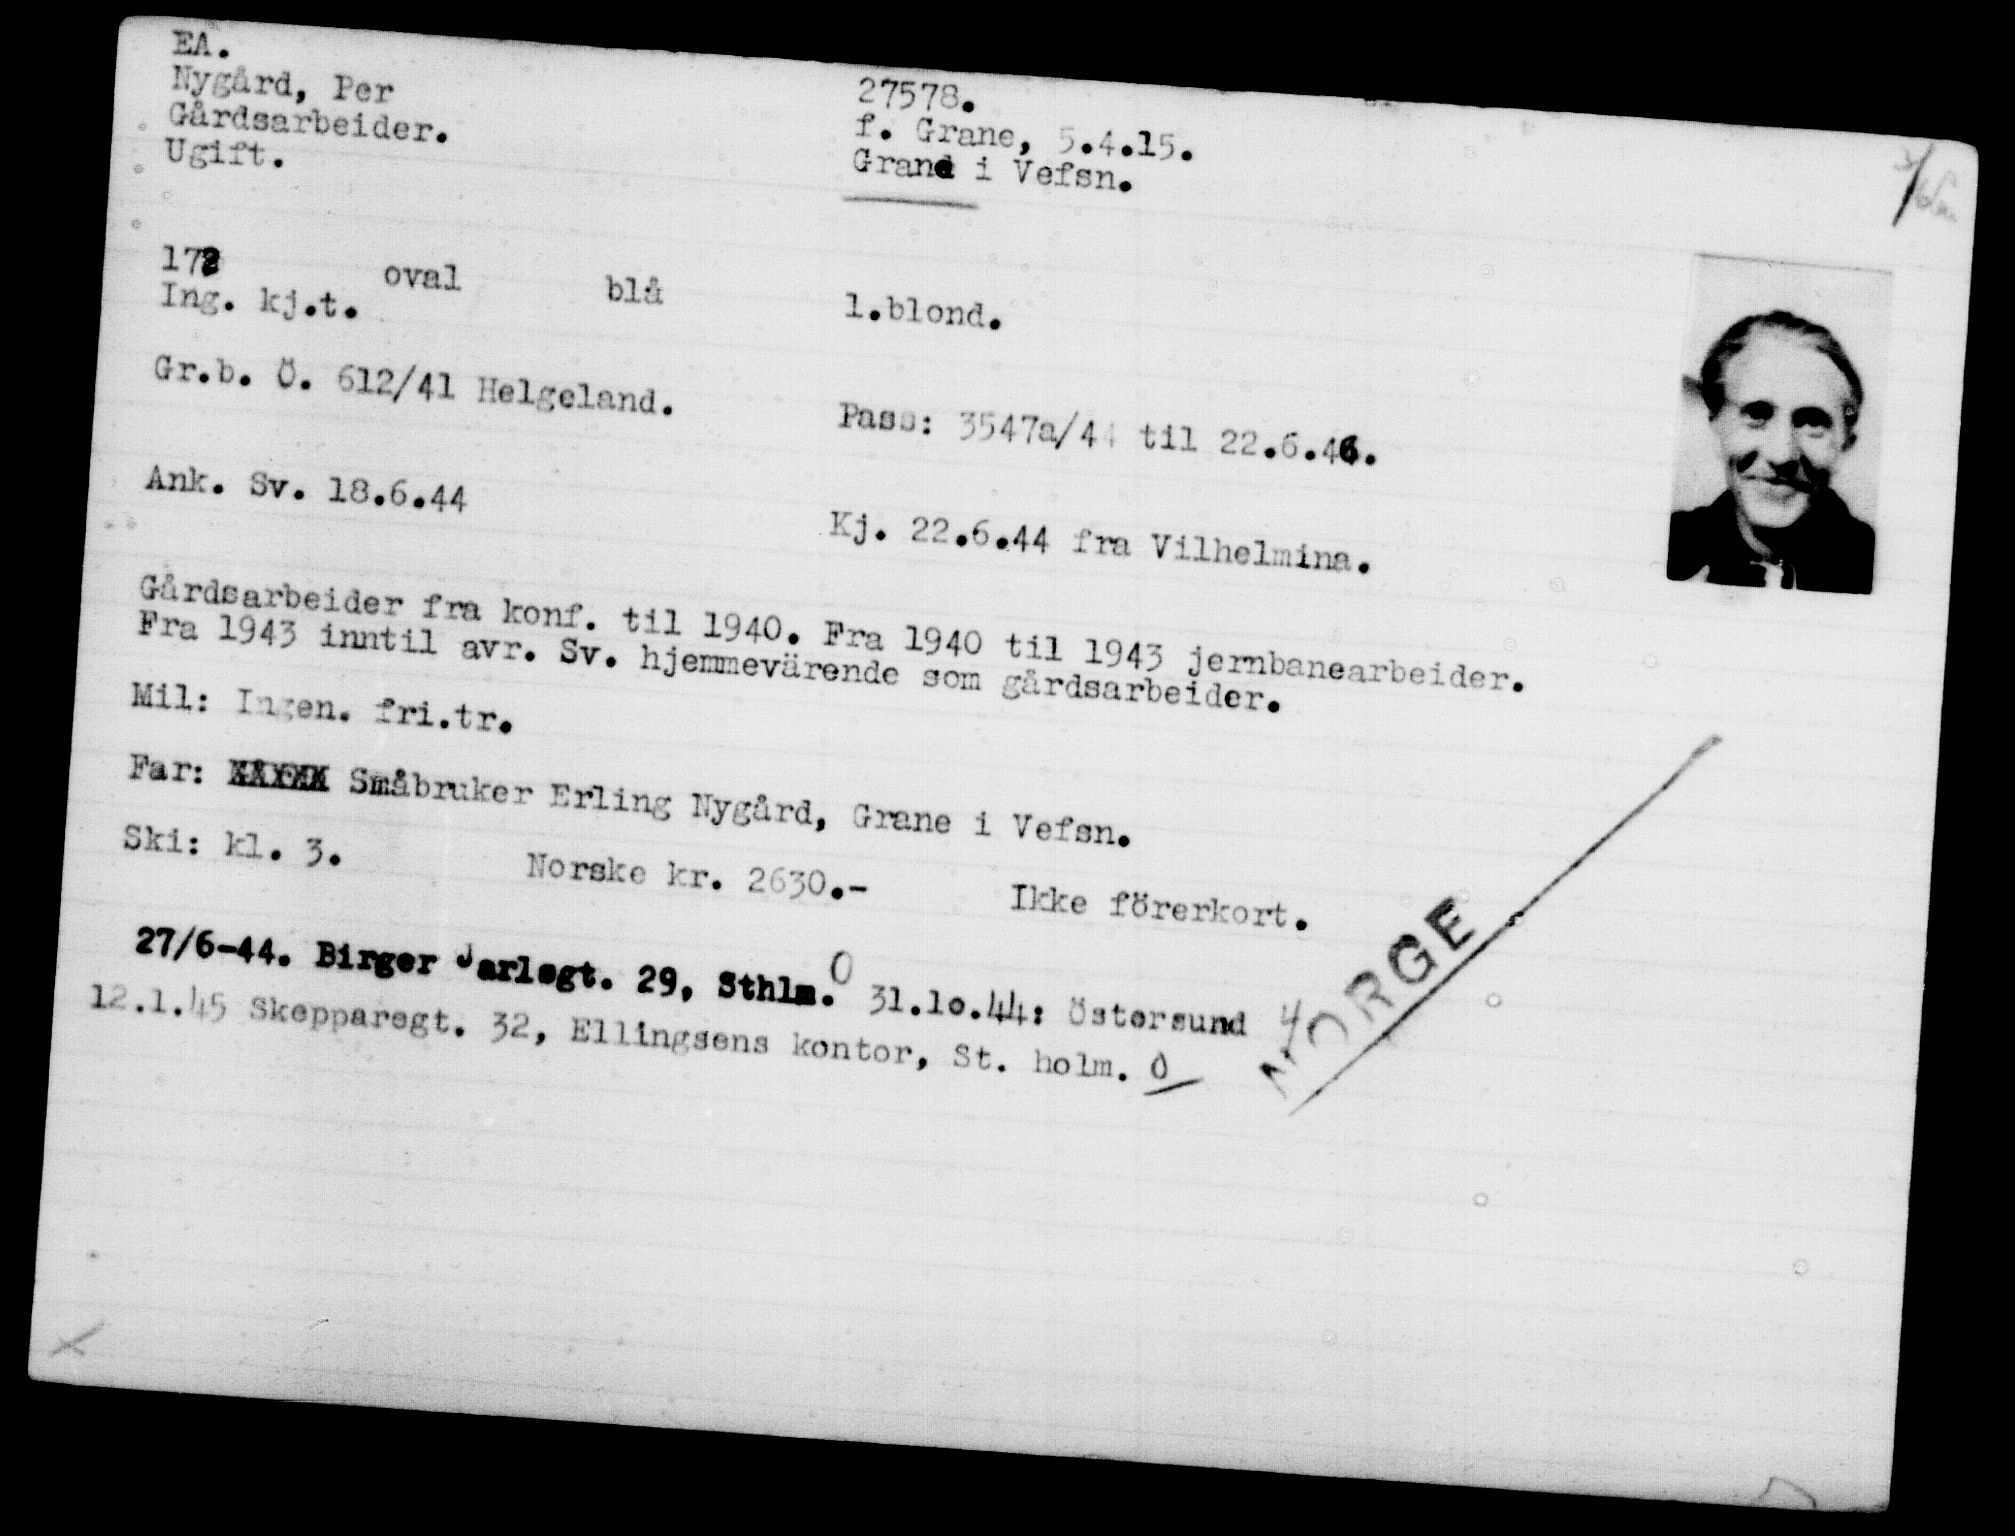 EA.
Nygård, Per
27578.
Gårdsarbeider.
f. Grane, 5.4.15.
Ugift.
Grane i Vefsn.
172 oval blå l.blond.
Ing. kj.t.
Gr.b. Ö. 612/41 Helgeland.
Pass: 3547a/44 til 22.6.46.
Ank. Sv. 18.6.44
Kj. 22.6.44 fra Vilhelmina.
Gårdsarbeider fra konf. til 1940. Fra 1940 til 1943 jernbanearbeider.
Fra 1943 inntil avr. Sv. hjemmevärende som gårdsarbeider.
Mil: Ingen. fri.tr.
Far: Småbruker Erling Nygård, Grane i Vefsn.
Ski: kl. 3. Norske kr. 2630.- Ikke förerkort.
27/6-44. Birger Jarlsgt. 29, Sthlm. O 31.10.44: Östersund 4
12.1.45 Skepparegt. 32, Ellingsens kontor, St. holm. O
NORGE